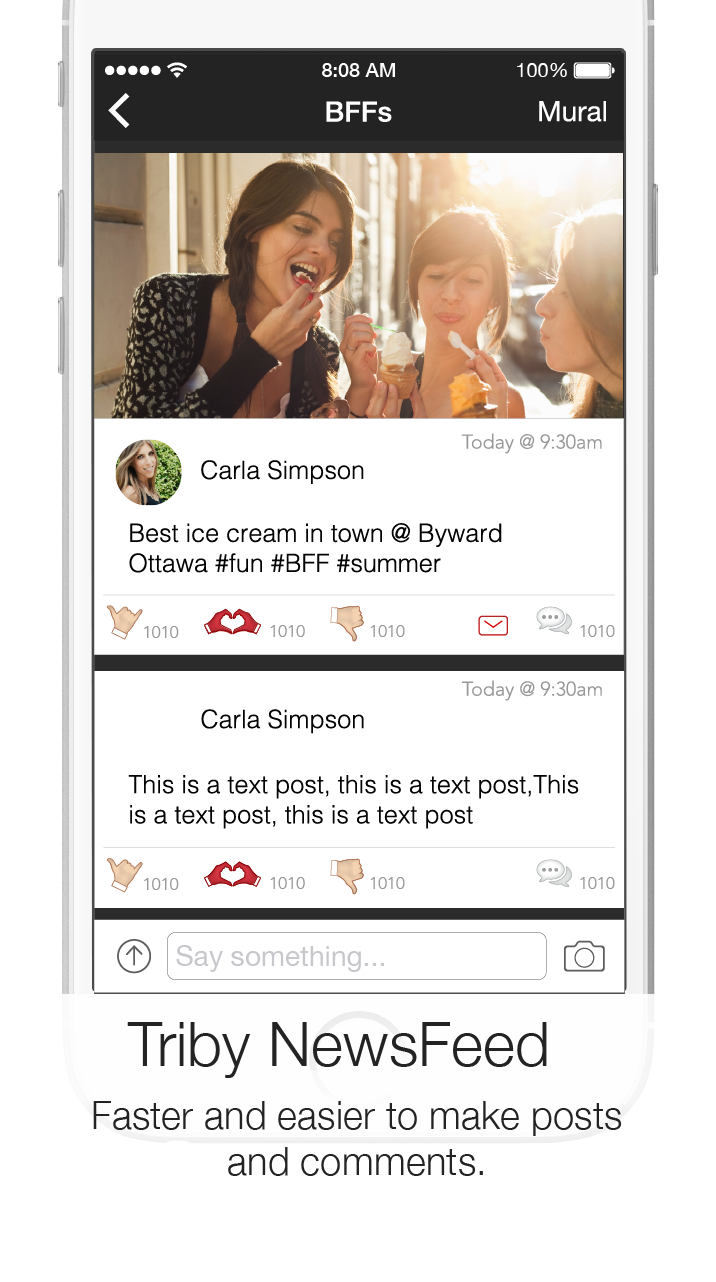 8:08 AM
100%
BFFs
Mural
Today @ 9:30am
Carla Simpson
Best ice cream in town @ Byward
Ottawa #fun #BFF #summer
1010 1010 1010 1010
Today @ 9:30am
Carla Simpson
This is a text post, this is a text post,This
is a text post, this is a text post
1010 1010 1010 1010
Say something...
Triby NewsFeed
Faster and easier to make posts
and comments.